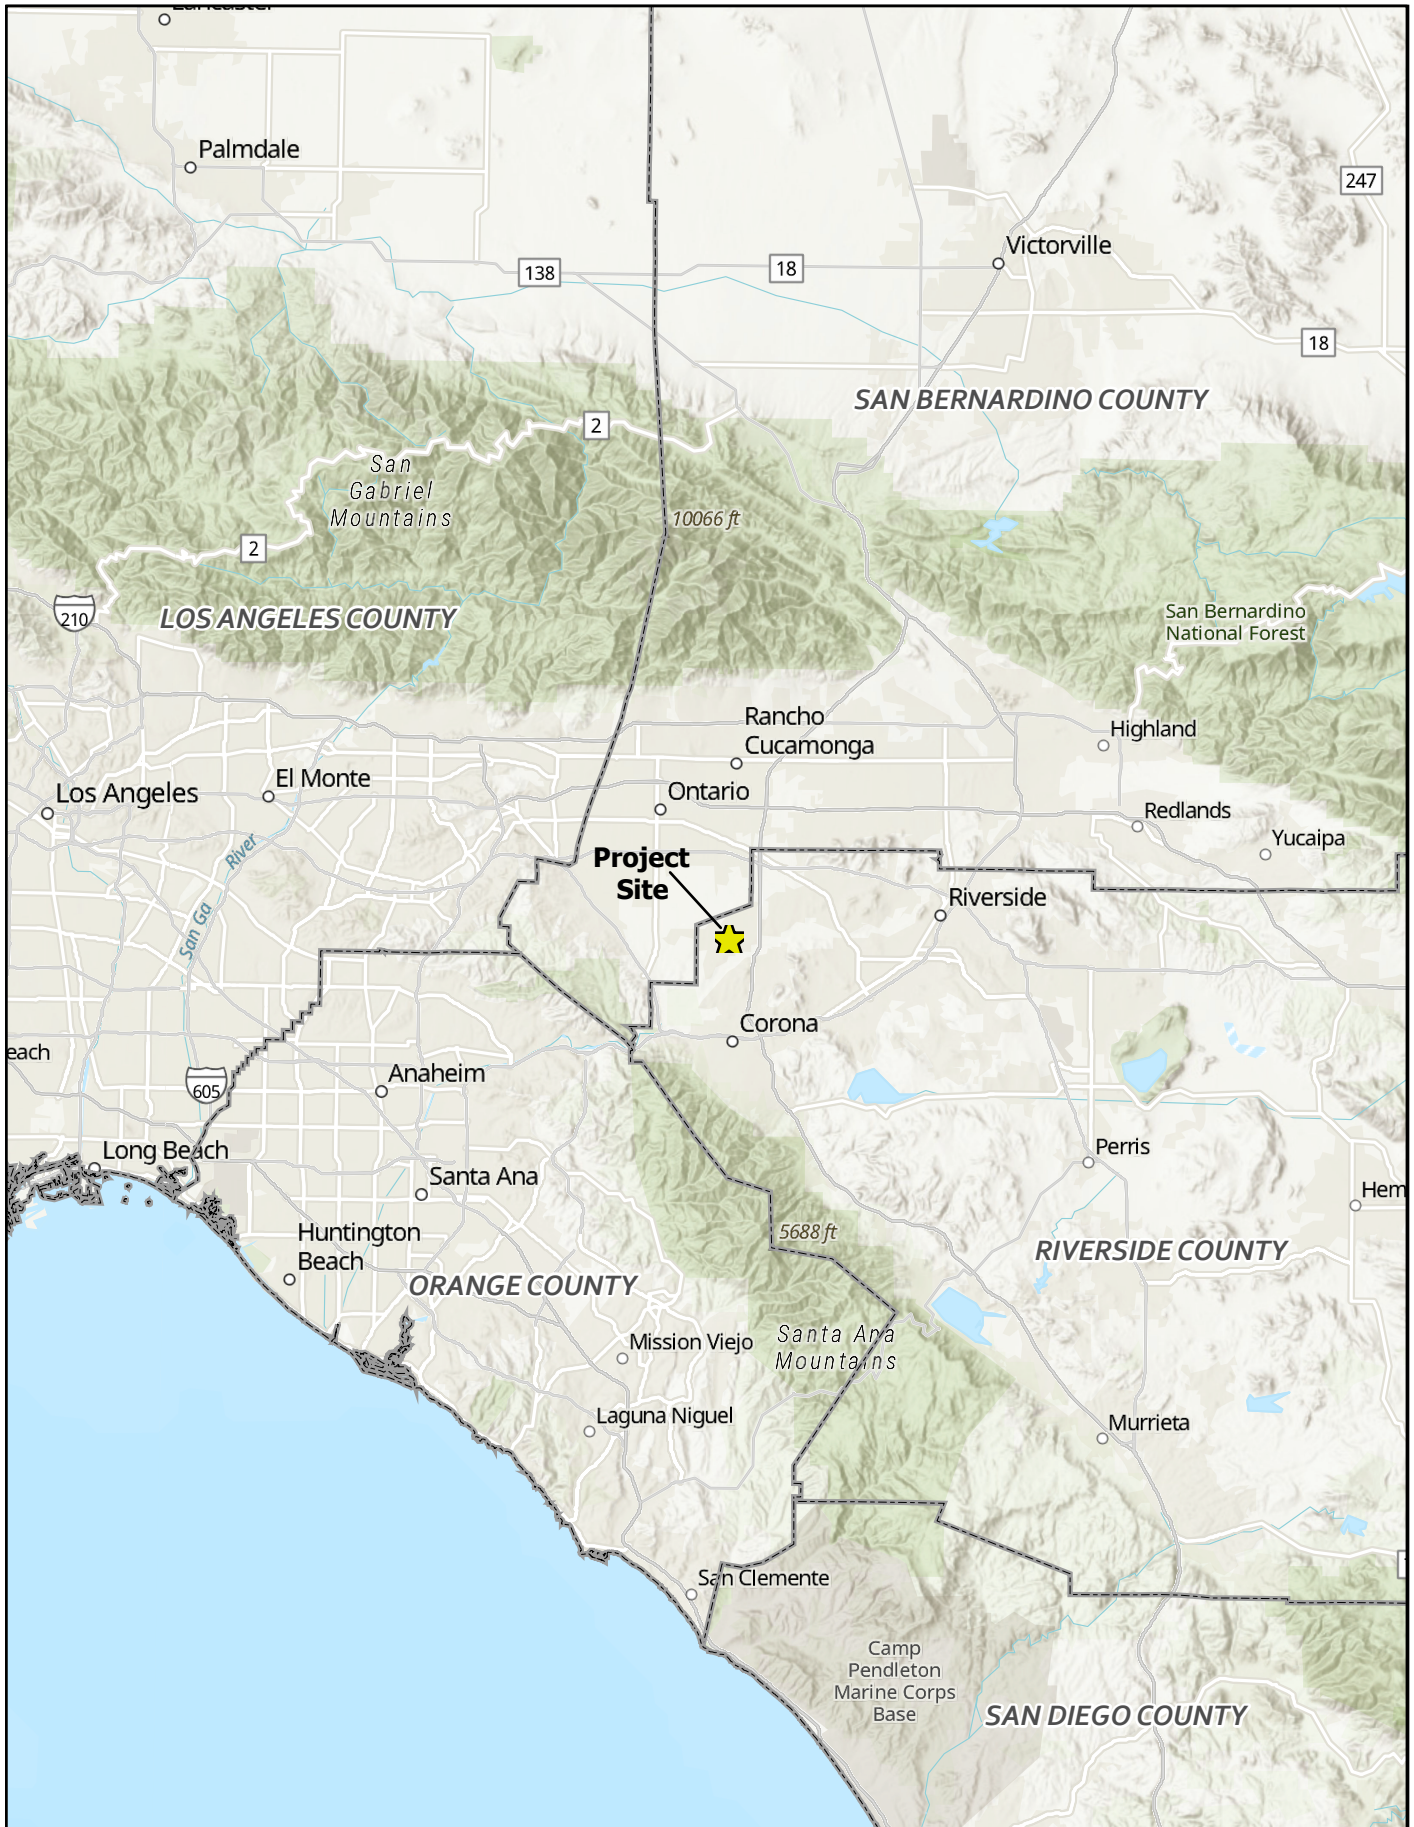 Lancaster
Palmdale
247
Victorville
138
18
18
SAN BERNARDINO COUNTY
2
San
Gabriel
Mountains
10066 ft
2
210
LOS ANGELES COUNTY
San Bernardino
National Forest
Rancho
Cucamonga
Highland
El Monte
Los Angeles
Ontario
Redlands
Yucaipa
River
San Ga
Project
Site
Riverside
Corona
each
Anaheim
605
Long Beach
Perris
Santa Ana
Hem
Huntington
Beach
5688 ft
RIVERSIDE COUNTY
ORANGE COUNTY
Santa Ana
Mountains
Mission Viejo
Laguna Niguel
Murrieta
San Clemente
Camp
Pendleton
Marine Corps
Base
SAN DIEGO COUNTY